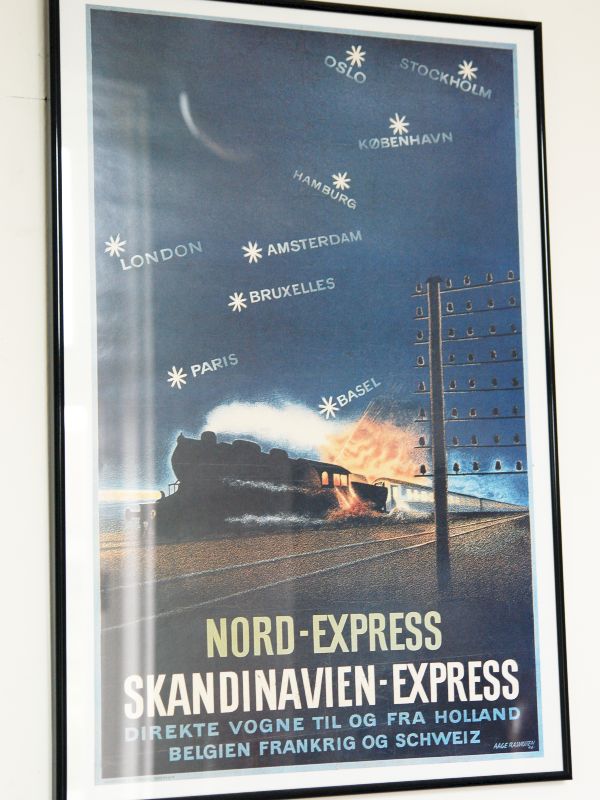 OSLO
STOCKHOLM
KØBENHAVN
HAMBURG
LONDON
AMSTERDAM
BRUXELLES
PARIS
BASEL
NORD-EXPRESS
SKANDINAVIEN-EXPRESS
DIREKTE VOGNE TIL OG FRA HOLLAND
BELGIEN FRANKRIG OG SCHWEIZ
AAGE RASMUSSEN